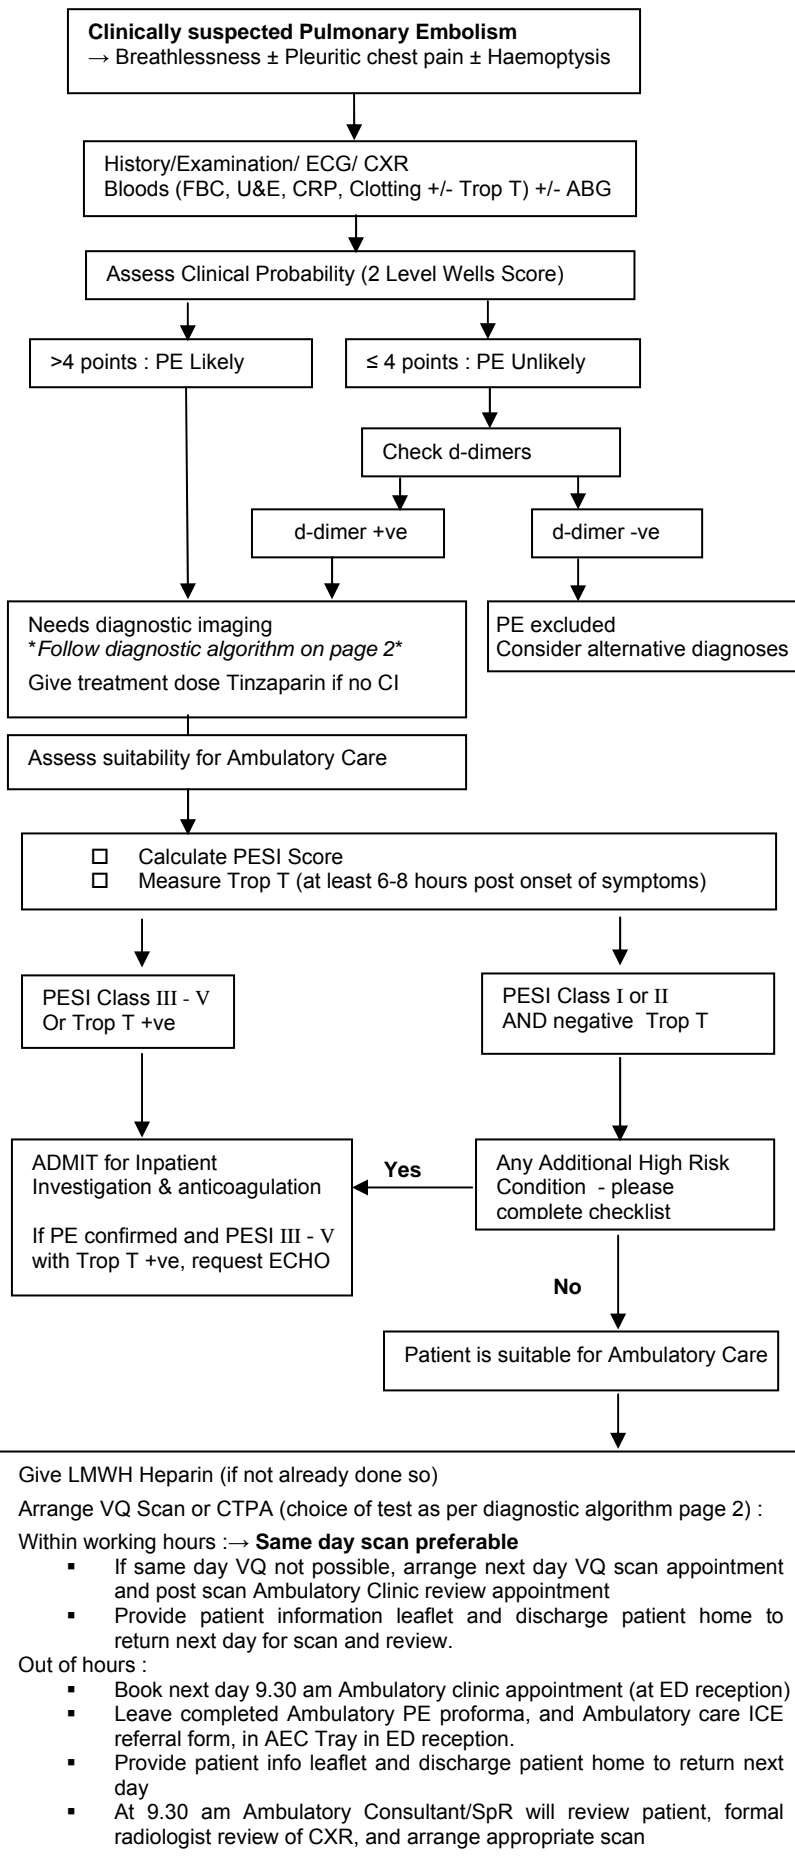 Clinically suspected Pulmonary Embolism
→ Breathlessness ± Pleuritic chest pain ± Haemoptysis
History/Examination/ ECG/ CXR
Bloods (FBC, U&E, CRP, Clotting +/- Trop T) +/- ABG
Assess Clinical Probability (2 Level Wells Score)
>4 points : PE Likely
≤ 4 points : PE Unlikely
Check d-dimers
d-dimer +ve
d-dimer -ve
Needs diagnostic imaging
*Follow diagnostic algorithm on page 2*
Give treatment dose Tinzaparin if no CI
PE excluded
Consider alternative diagnoses
Assess suitability for Ambulatory Care
☐ Calculate PESI Score
☐ Measure Trop T (at least 6-8 hours post onset of symptoms)
PESI Class III - V
Or Trop T +ve
PESI Class I or II
AND negative Trop T
ADMIT for Inpatient
Investigation & anticoagulation
If PE confirmed and PESI III - V
with Trop T +ve, request ECHO
Yes
Any Additional High Risk
Condition - please
complete checklist
No
Patient is suitable for Ambulatory Care
Give LMWH Heparin (if not already done so)
Arrange VQ Scan or CTPA (choice of test as per diagnostic algorithm page 2) :
Within working hours :→ Same day scan preferable
▪ If same day VQ not possible, arrange next day VQ scan appointment
and post scan Ambulatory Clinic review appointment
▪ Provide patient information leaflet and discharge patient home to
return next day for scan and review.
Out of hours :
▪ Book next day 9.30 am Ambulatory clinic appointment (at ED reception)
▪ Leave completed Ambulatory PE proforma, and Ambulatory care ICE
referral form, in AEC Tray in ED reception.
▪ Provide patient info leaflet and discharge patient home to return next
day
▪ At 9.30 am Ambulatory Consultant/SpR will review patient, formal
radiologist review of CXR, and arrange appropriate scan